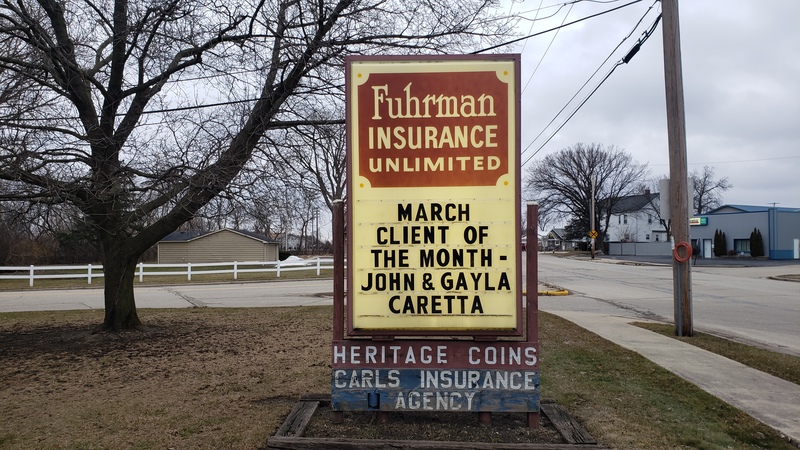 Fuhrman
INSURANCE
UNLIMITED
MARCH
CLIENT OF
THE MONTH -
JOHN & GAYLA
CARETTA
HERITAGE COINS
CARLS INSURANCE
AGENCY